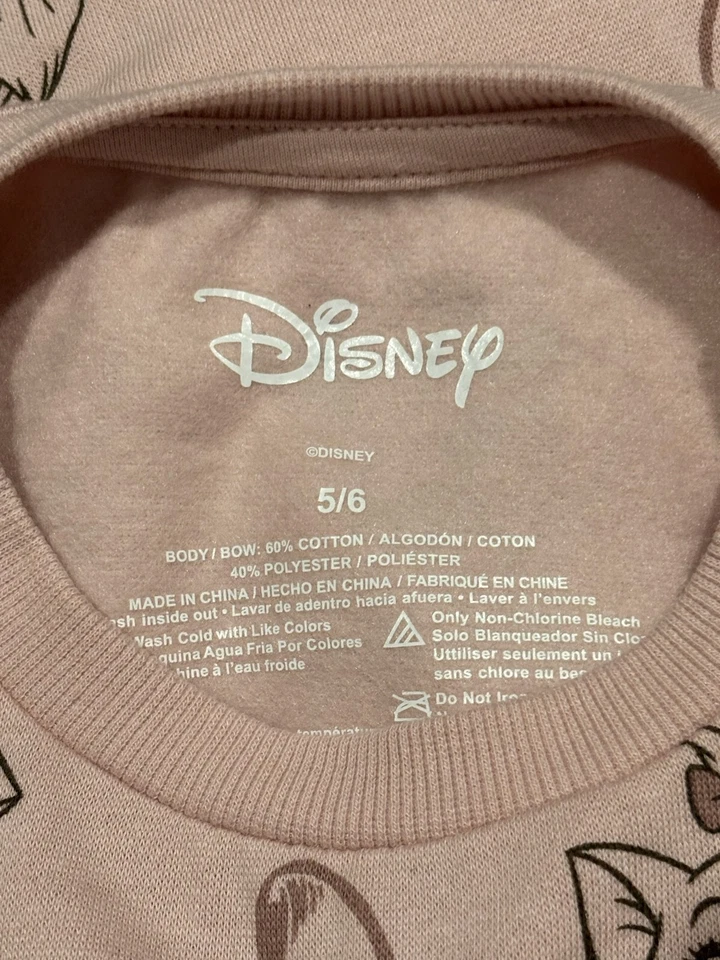 Disney
©DISNEY
5/6
BODY / BOW: 60% COTTON / ALGODÓN / COTON
40% POLYESTER / POLIÉSTER
MADE IN CHINA / HECHO EN CHINA / FABRIQUÉ EN CHINE
inside out • Lavar de adentro hacia afuera • Laver à l'envers
Wash Cold with Like Colors
Agua Fria Por Colores
à l'eau froide
Only Non-Chlorine Bleach
Solo Blanqueador Sin
Uttiliser seulement un
sans chlore au
Do Not